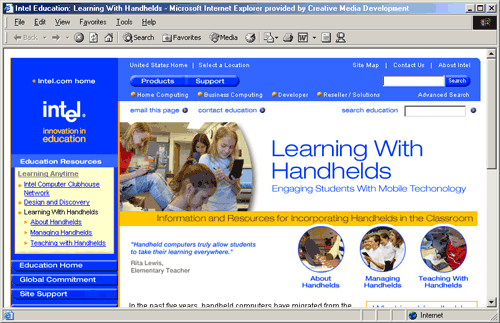 Intel Education: Learning With Handhelds - Microsoft Internet Explorer provided by Creative Media Development
File Edit View Favorites Tools Help
Back Search Favorites Media
United States Home | Select a Location Site Map | Contact Us | About Intel
Intel.com home
Products Support Search
Home Computing Business Computing Developer Reseller / Solutions Advanced Search
email this page contact education search education
intel
innovation in
education
Learning With
Handhelds
Engaging Students With Mobile Techonology
Education Resources
Learning Anytime
Intel Computer Clubhouse
Network
Design and Discovery
Learning With Handhelds
About Handhelds
Managing Handhelds
Teaching with Handhelds
Education Home
Global Commitment
Site Support
Information and Resources for Incorporating Handhelds in the Classroom
"Handheld computers truly allow students
to take their learning everywhere."
Rita Lewis,
Elementary Teacher
About
Handhelds
Managing
Handhelds
Teaching With
Handhelds
In the past five years, handheld computers have migrated from the
Internet